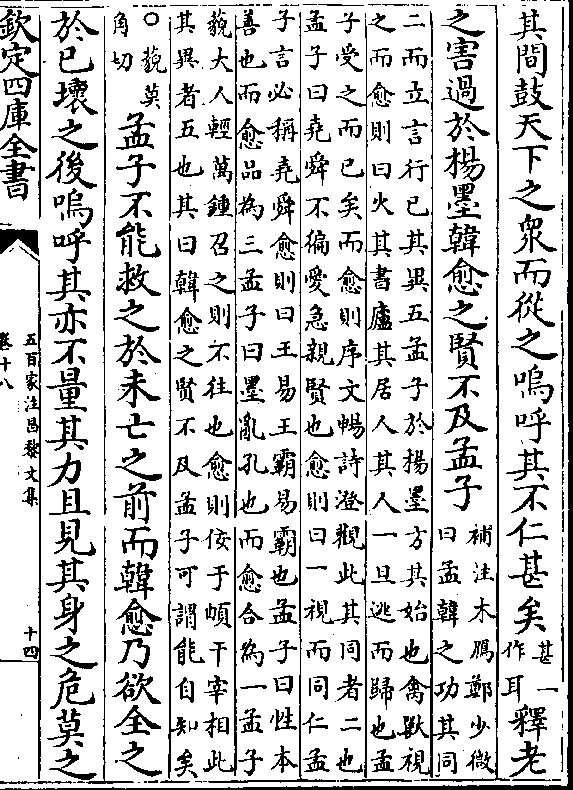 其間鼓天下之衆而從之嗚呼其不仁甚矣甚一作耳釋老
之害過於楊墨韓愈之賢不及孟子補注木鴈鄭少微
曰孟韓之功其同
二而立言行已其異五孟子於揚墨方其始也禽獸視
之而愈則曰火其書廬其居人其人一旦逃而歸也孟
子受之而已矣而愈則序文暢詩澄觀此其同者二也
孟子曰堯舜不徧愛急親賢也愈則曰一視而同仁孟
子言必稱堯舜愈則曰王易王霸易霸也孟子曰性本
善也而愈品為三孟子曰墨亂孔也而愈合為一孟子
藐大人輕萬鍾召之則不往也愈則佞于頔干宰相此
其異者五也其曰韓愈之賢不及孟子可謂能自知矣
○藐莫角切孟子不能救之於未亡之前而韓愈乃欲全之
於已壞之後嗚呼其亦不量其力且見其身之危莫之
欽定四庫全書
五百家注昌黎文集
卷十八
十四